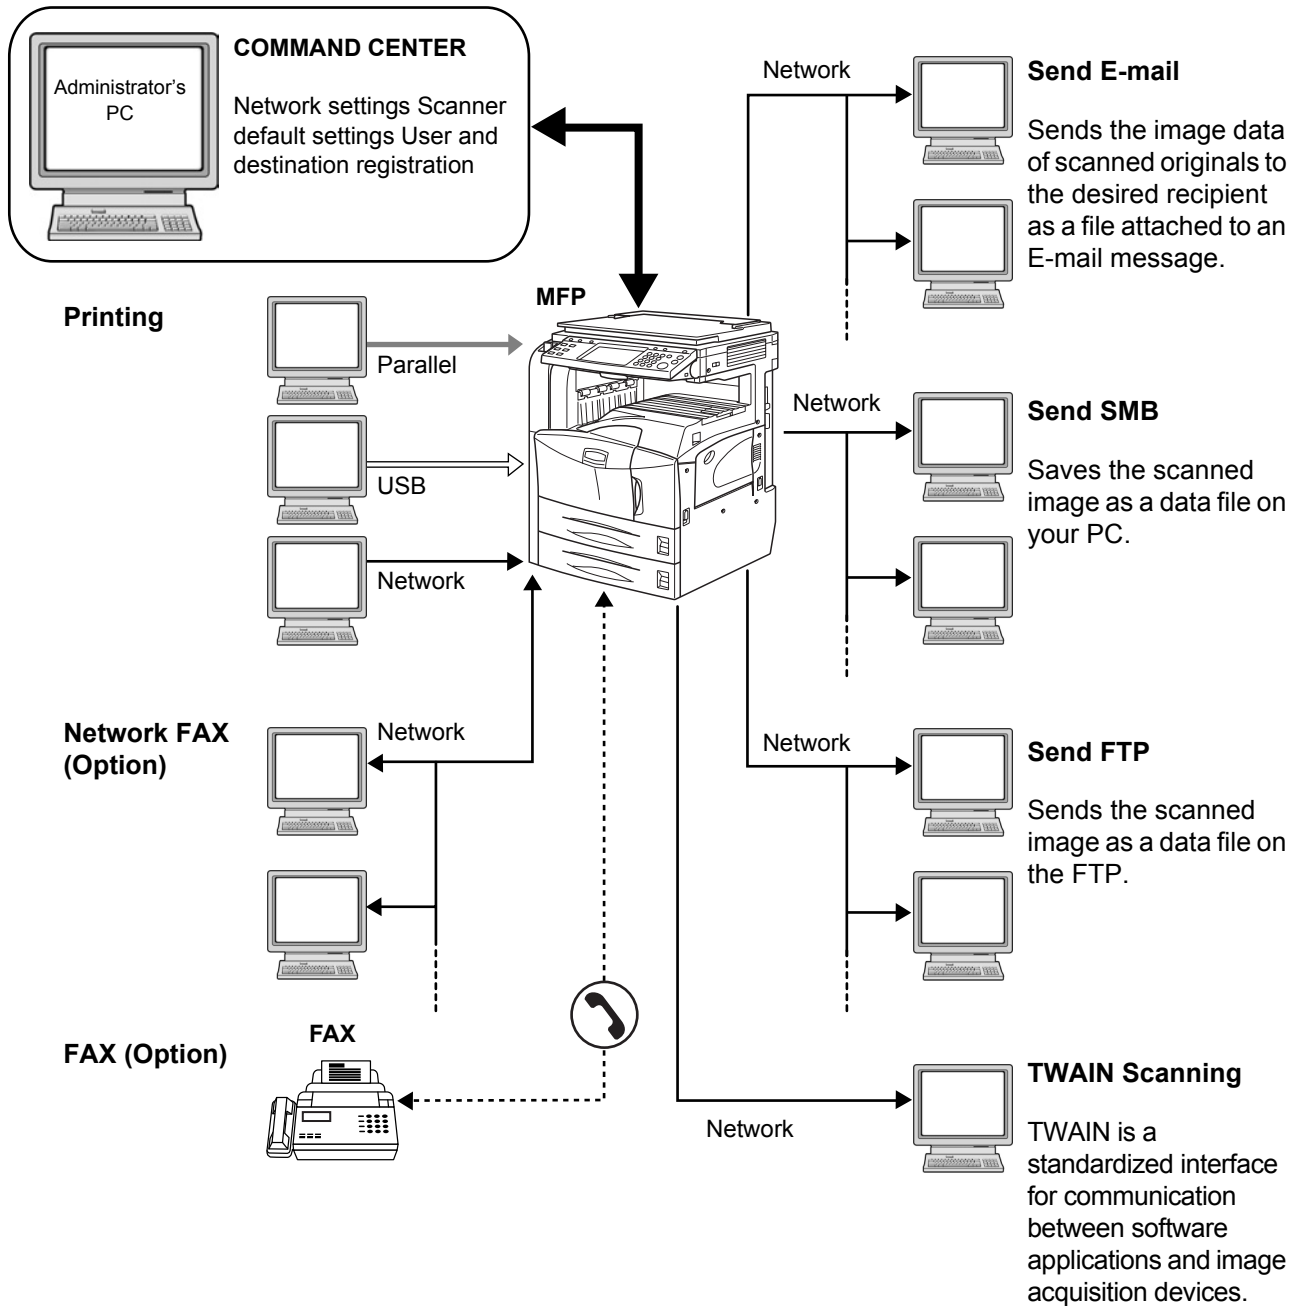 COMMAND CENTER
Administrator's
PC
Network settings Scanner
default settings User and
destination registration
Network
Send E-mail
Sends the image data
of scanned originals to
the desired recipient
as a file attached to an
E-mail message.
MFP
Printing
Parallel
USB
Network
Network
Send SMB
Saves the scanned
image as a data file on
your PC.
Network FAX
(Option)
Network
Network
Send FTP
Sends the scanned
image as a data file on
the FTP.
FAX (Option)
FAX
Network
TWAIN Scanning
TWAIN is a
standardized interface
for communication
between software
applications and image
acquisition devices.